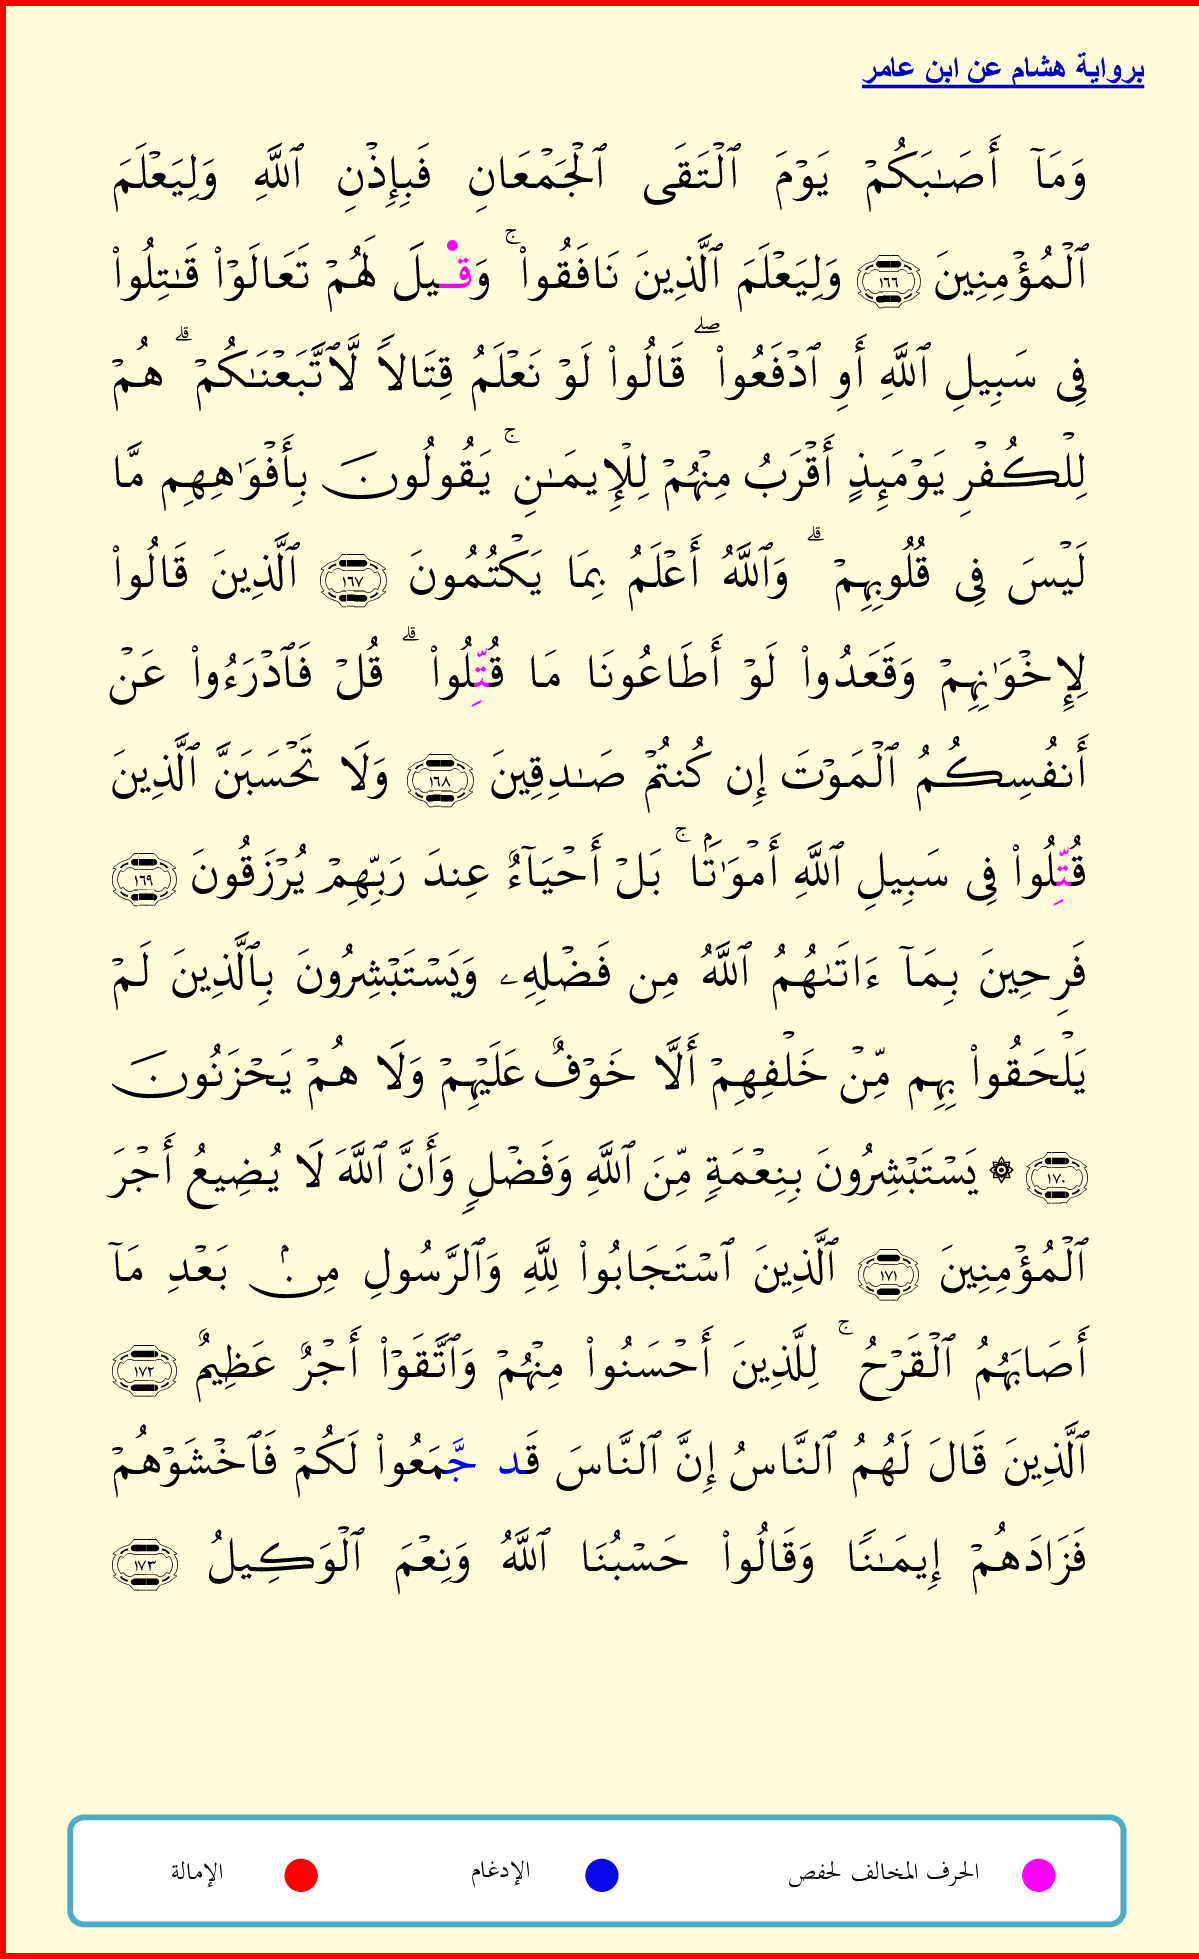 برواية هشام عن ابن عامر
وَمَآ أَصَـٰبَكُمْ يَوْمَ ٱلْتَقَى ٱلْجَمْعَانِ فَبِإِذْنِ ٱللَّهِ وَلِيَعْلَمَ
ٱلْمُؤْمِنِينَ ١٦٦ وَلِيَعْلَمَ ٱلَّذِينَ نَافَقُوا۟ ۚ وَقِيلَ لَهُمْ تَعَالَوْا۟ قَـٰتِلُوا۟
فِى سَبِيلِ ٱللَّهِ أَوِ ٱدْفَعُوا۟ ۖ قَالُوا۟ لَوْ نَعْلَمُ قِتَالًا لَّٱتَّبَعْنَـٰكُمْ ۗ هُمْ
لِلْكُفْرِ يَوْمَئِذٍ أَقْرَبُ مِنْهُمْ لِلْإِيمَـٰنِ ۚ يَقُولُونَ بِأَفْوَٰهِهِم مَّا
لَيْسَ فِى قُلُوبِهِمْ ۗ وَٱللَّهُ أَعْلَمُ بِمَا يَكْتُمُونَ ١٦٧ ٱلَّذِينَ قَالُوا۟
لِإِخْوَٰنِهِمْ وَقَعَدُوا۟ لَوْ أَطَاعُونَا مَا قُتِّلُوا۟ ۗ قُلْ فَٱدْرَءُوا۟ عَنْ
أَنفُسِكُمُ ٱلْمَوْتَ إِن كُنتُمْ صَـٰدِقِينَ ١٦٨ وَلَا تَحْسَبَنَّ ٱلَّذِينَ
قُتِّلُوا۟ فِى سَبِيلِ ٱللَّهِ أَمْوَٰتَۢا ۚ بَلْ أَحْيَآءٌ عِندَ رَبِّهِمْ يُرْزَقُونَ ١٦٩
فَرِحِينَ بِمَآ ءَاتَىٰهُمُ ٱللَّهُ مِن فَضْلِهِۦ وَيَسْتَبْشِرُونَ بِٱلَّذِينَ لَمْ
يَلْحَقُوا۟ بِهِم مِّنْ خَلْفِهِمْ أَلَّا خَوْفٌ عَلَيْهِمْ وَلَا هُمْ يَحْزَنُونَ
١٧٠ ۞ يَسْتَبْشِرُونَ بِنِعْمَةٍ مِّنَ ٱللَّهِ وَفَضْلٍ وَأَنَّ ٱللَّهَ لَا يُضِيعُ أَجْرَ
ٱلْمُؤْمِنِينَ ١٧١ ٱلَّذِينَ ٱسْتَجَابُوا۟ لِلَّهِ وَٱلرَّسُولِ مِنۢ بَعْدِ مَآ
أَصَابَهُمُ ٱلْقَرْحُ ۚ لِلَّذِينَ أَحْسَنُوا۟ مِنْهُمْ وَٱتَّقَوْا۟ أَجْرٌ عَظِيمٌ ١٧٢
ٱلَّذِينَ قَالَ لَهُمُ ٱلنَّاسُ إِنَّ ٱلنَّاسَ قَد جَّمَعُوا۟ لَكُمْ فَٱخْشَوْهُمْ
فَزَادَهُمْ إِيمَـٰنًا وَقَالُوا۟ حَسْبُنَا ٱللَّهُ وَنِعْمَ ٱلْوَكِيلُ ١٧٣
الحرف المخالف لحفص الإدغام الإمالة